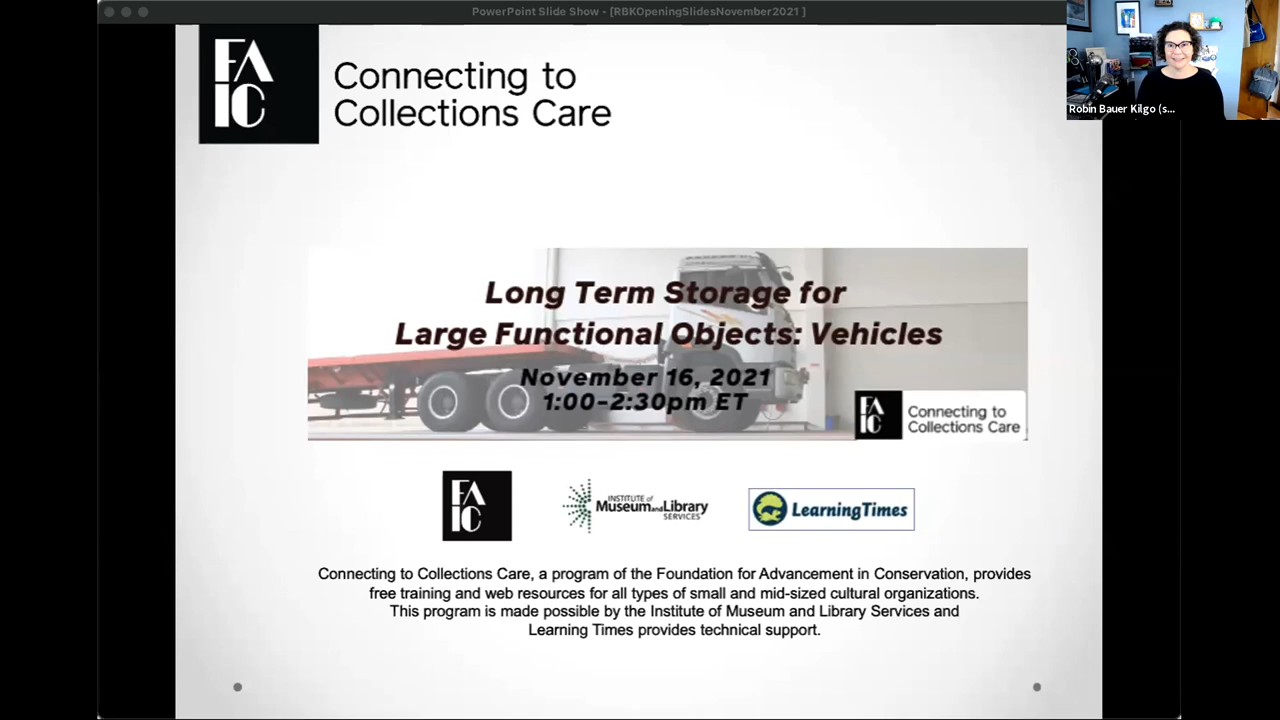 PowerPoint Slide Show - [RBKOpeningSlidesNovember2021 ]
FA
IC
Connecting to
Collections Care
Robin Bauer Kilgo (s...
Long Term Storage for
Large Functional Objects: Vehicles
November 16, 2021
1:00-2:30pm ET
FA
IC
Connecting to
Collections Care
FA
IC
INSTITUTE of
Museum and Library
SERVICES
LearningTimes
Connecting to Collections Care, a program of the Foundation for Advancement in Conservation, provides
free training and web resources for all types of small and mid-sized cultural organizations.
This program is made possible by the Institute of Museum and Library Services and
Learning Times provides technical support.